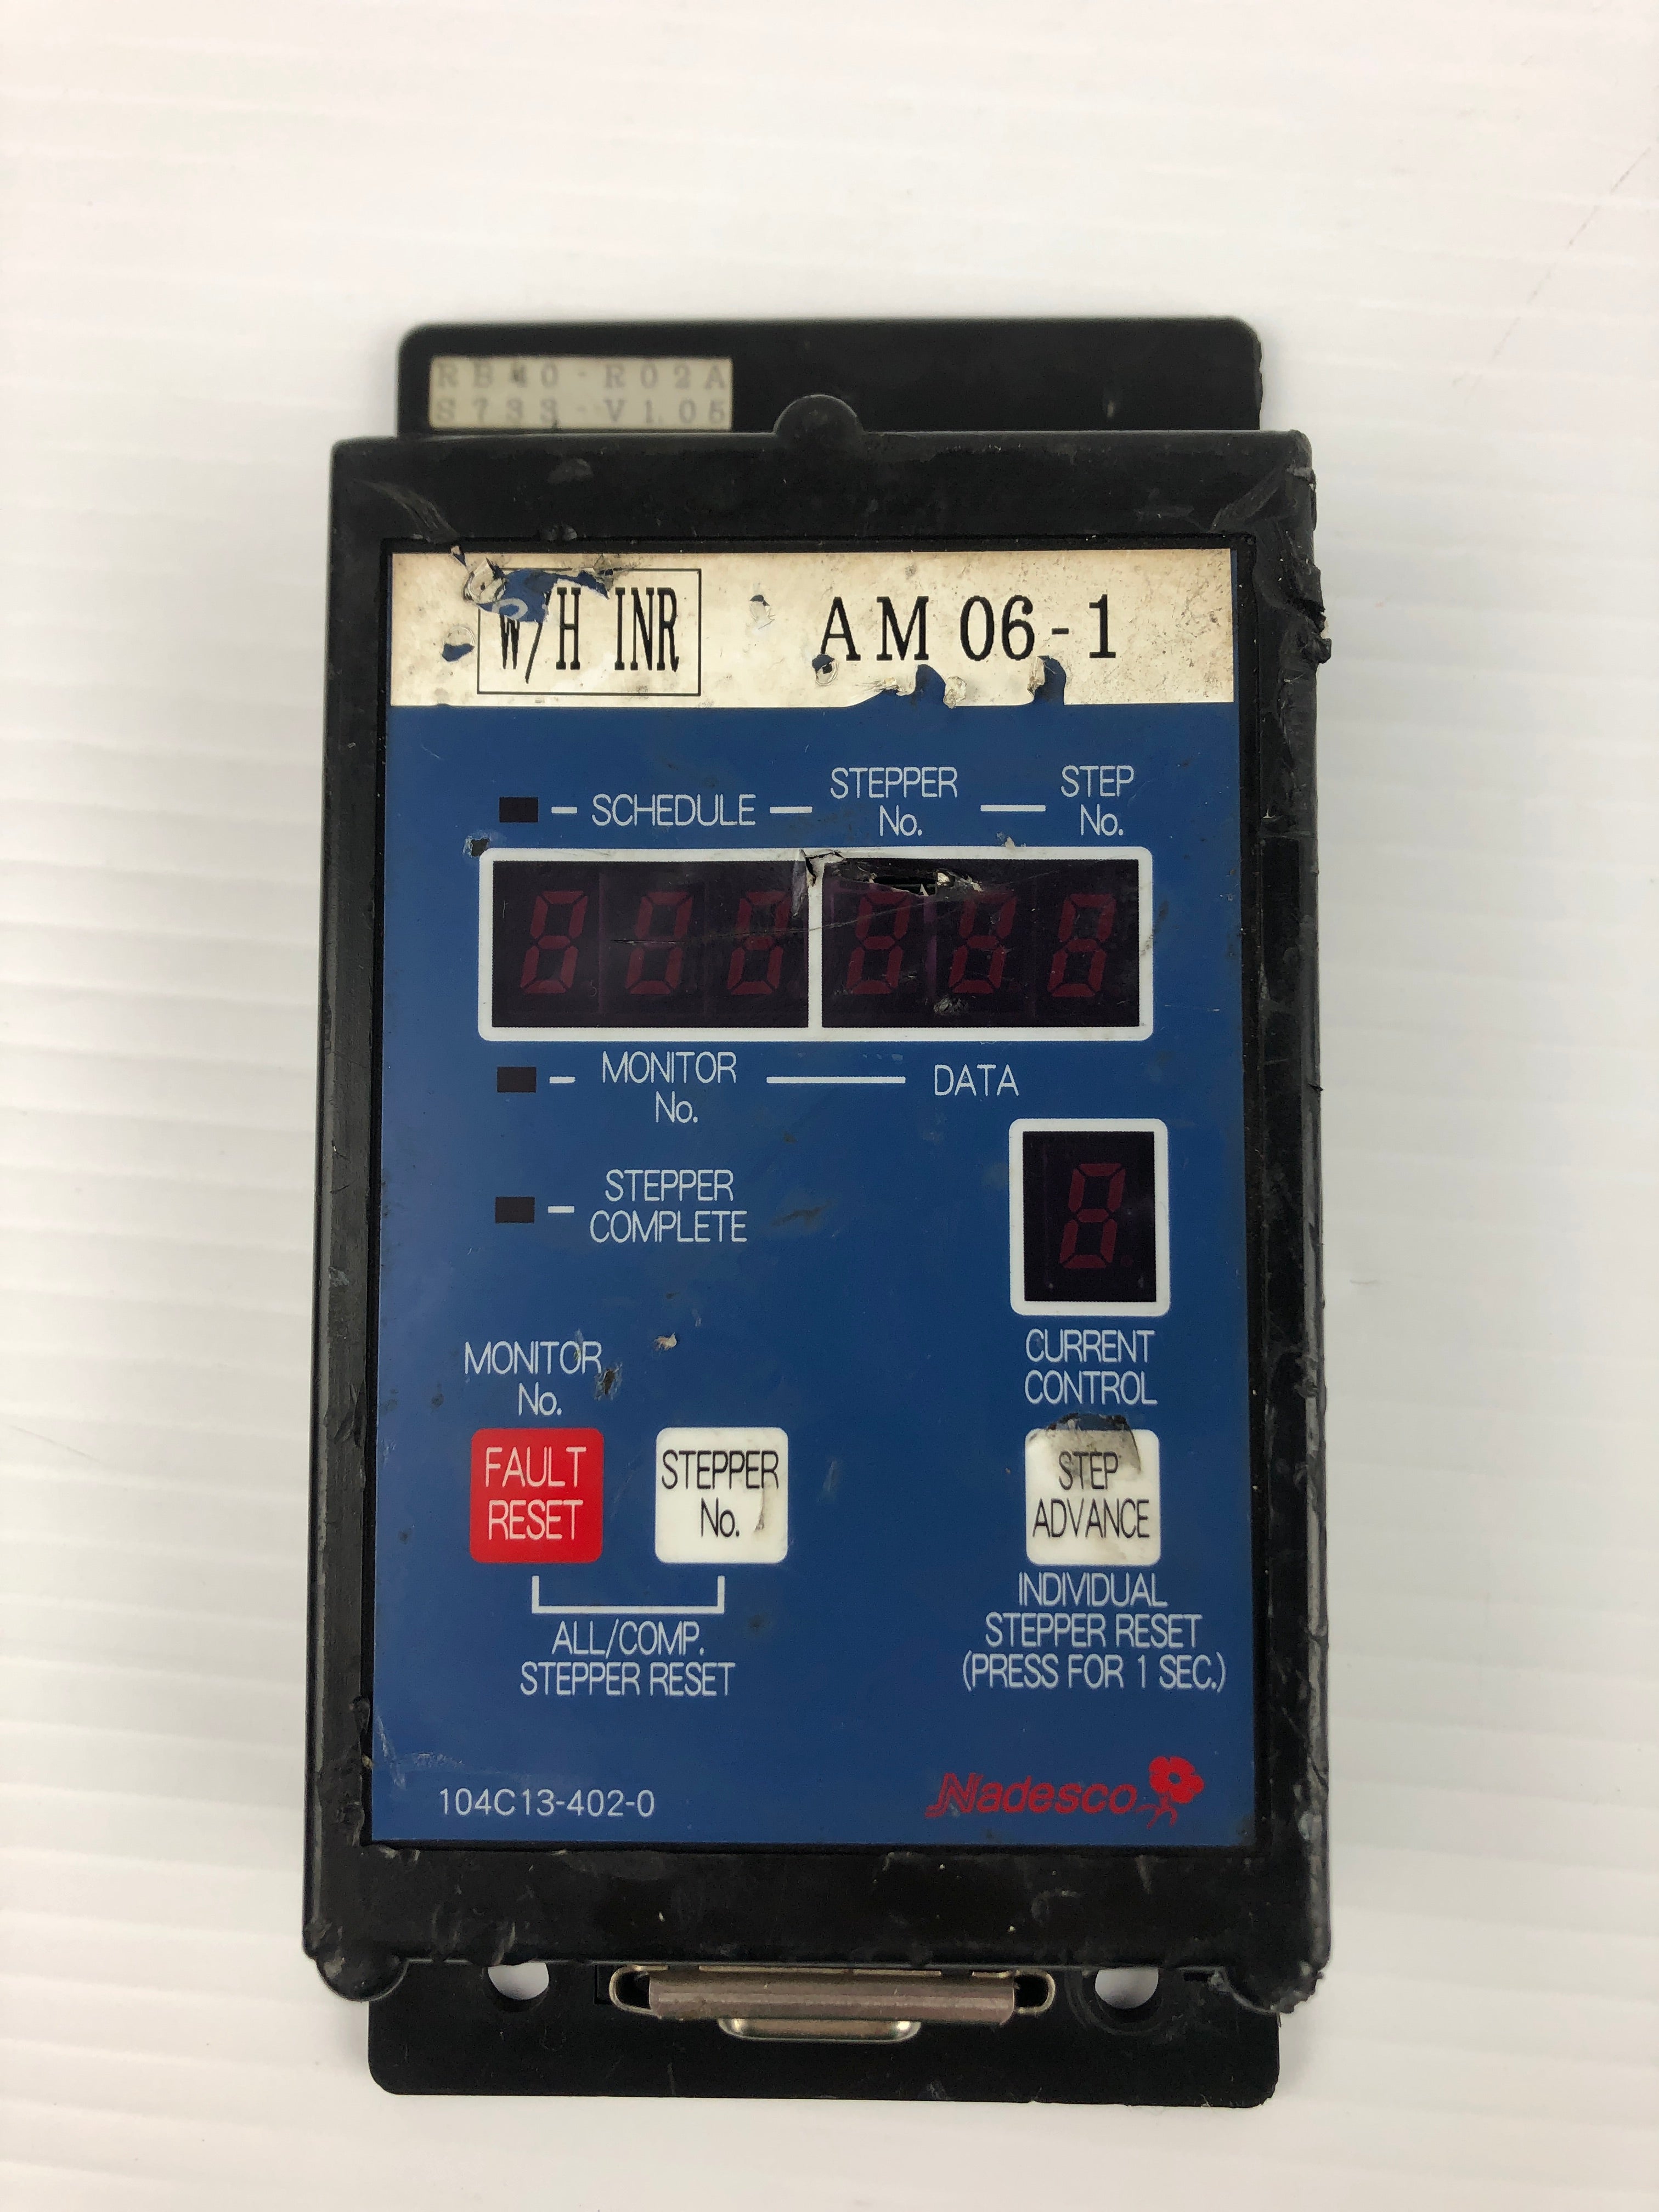 RB40-R02A
S733-V1.05
W/H INR AM 06-1
SCHEDULE STEPPER No. STEP No.
MONITOR No. DATA
STEPPER
COMPLETE
CURRENT
CONTROL
MONITOR
No.
FAULT
RESET
STEPPER
No.
STEP
ADVANCE
ALL/COMP.
STEPPER RESET
INDIVIDUAL
STEPPER RESET
(PRESS FOR 1 SEC.)
104C13-402-0
Nadesco